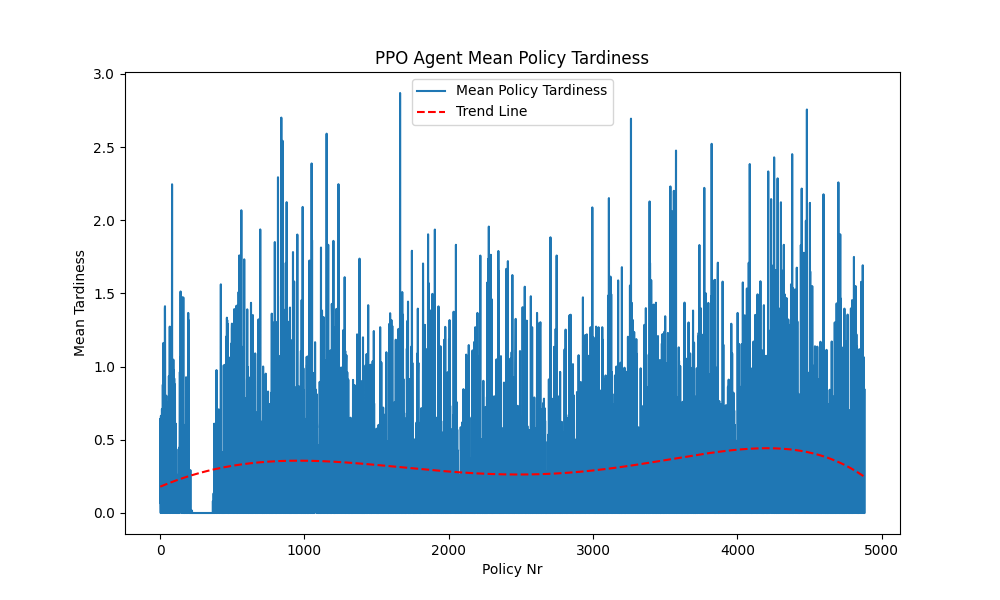 PPO Agent Mean Policy Tardiness
Mean Policy Tardiness
Trend Line
Mean Tardiness
3.0
2.5
2.0
1.5
1.0
0.5
0.0
0 1000 2000 3000 4000 5000
Policy Nr